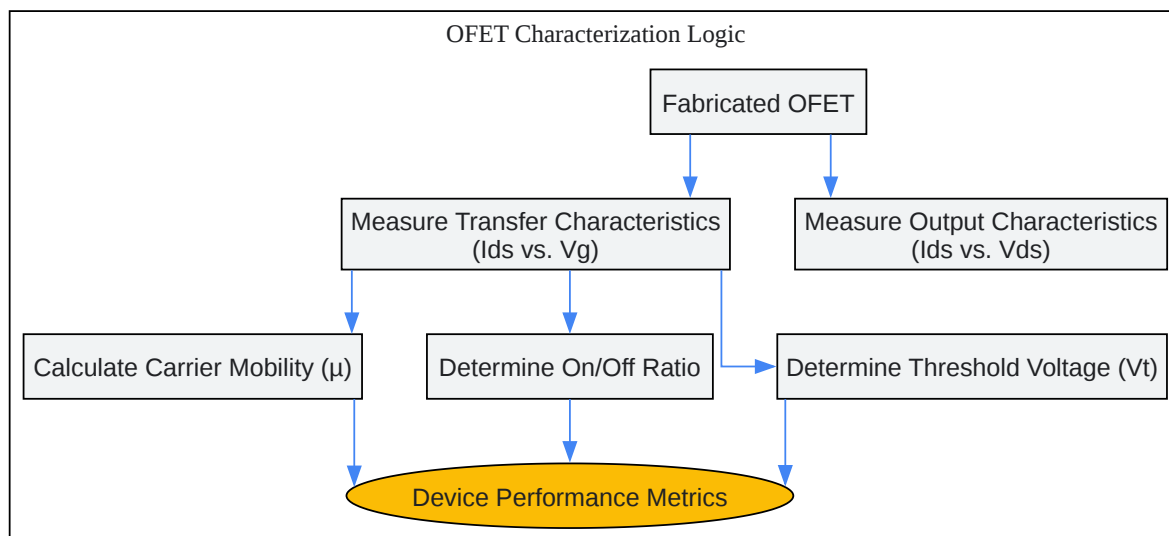 OFET Characterization Logic
Fabricated OFET
Measure Transfer Characteristics
(Ids vs. Vg)
Measure Output Characteristics
(Ids vs. Vds)
Calculate Carrier Mobility (µ)
Determine On/Off Ratio
Determine Threshold Voltage (Vt)
Device Performance Metrics